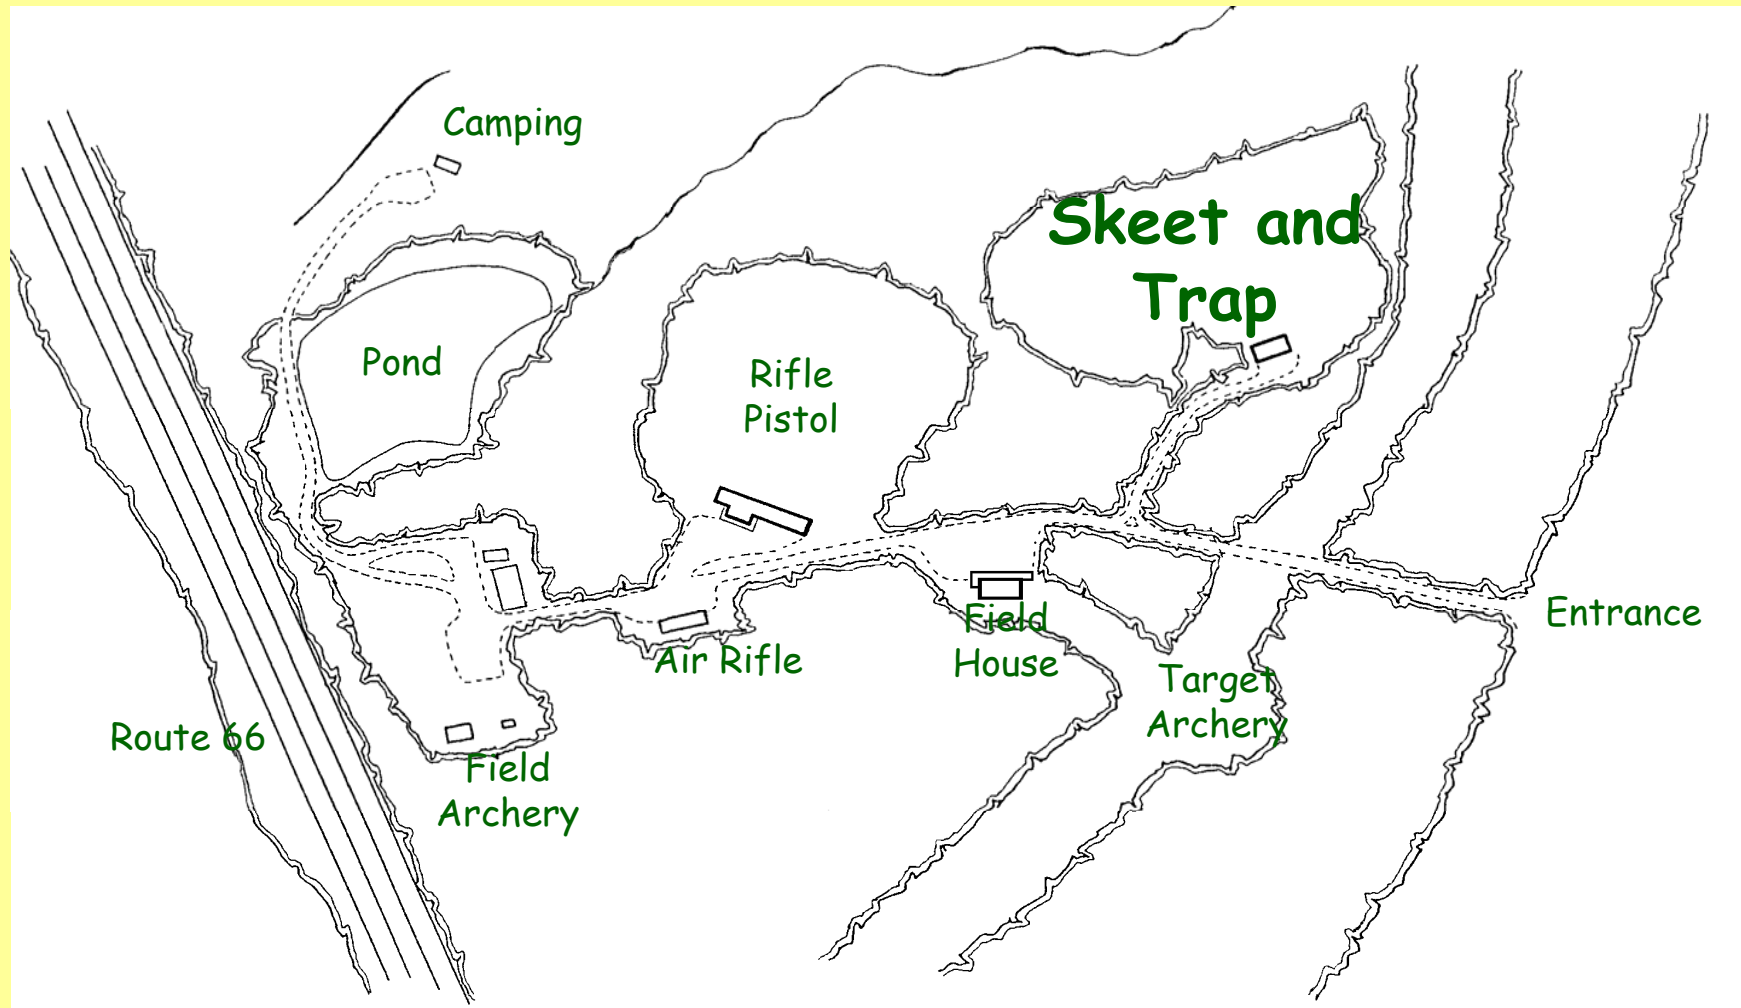 Camping
Skeet and
Trap
Pond
Rifle
Pistol
Entrance
Field
House
Air Rifle
Target
Archery
Route 66
Field
Archery